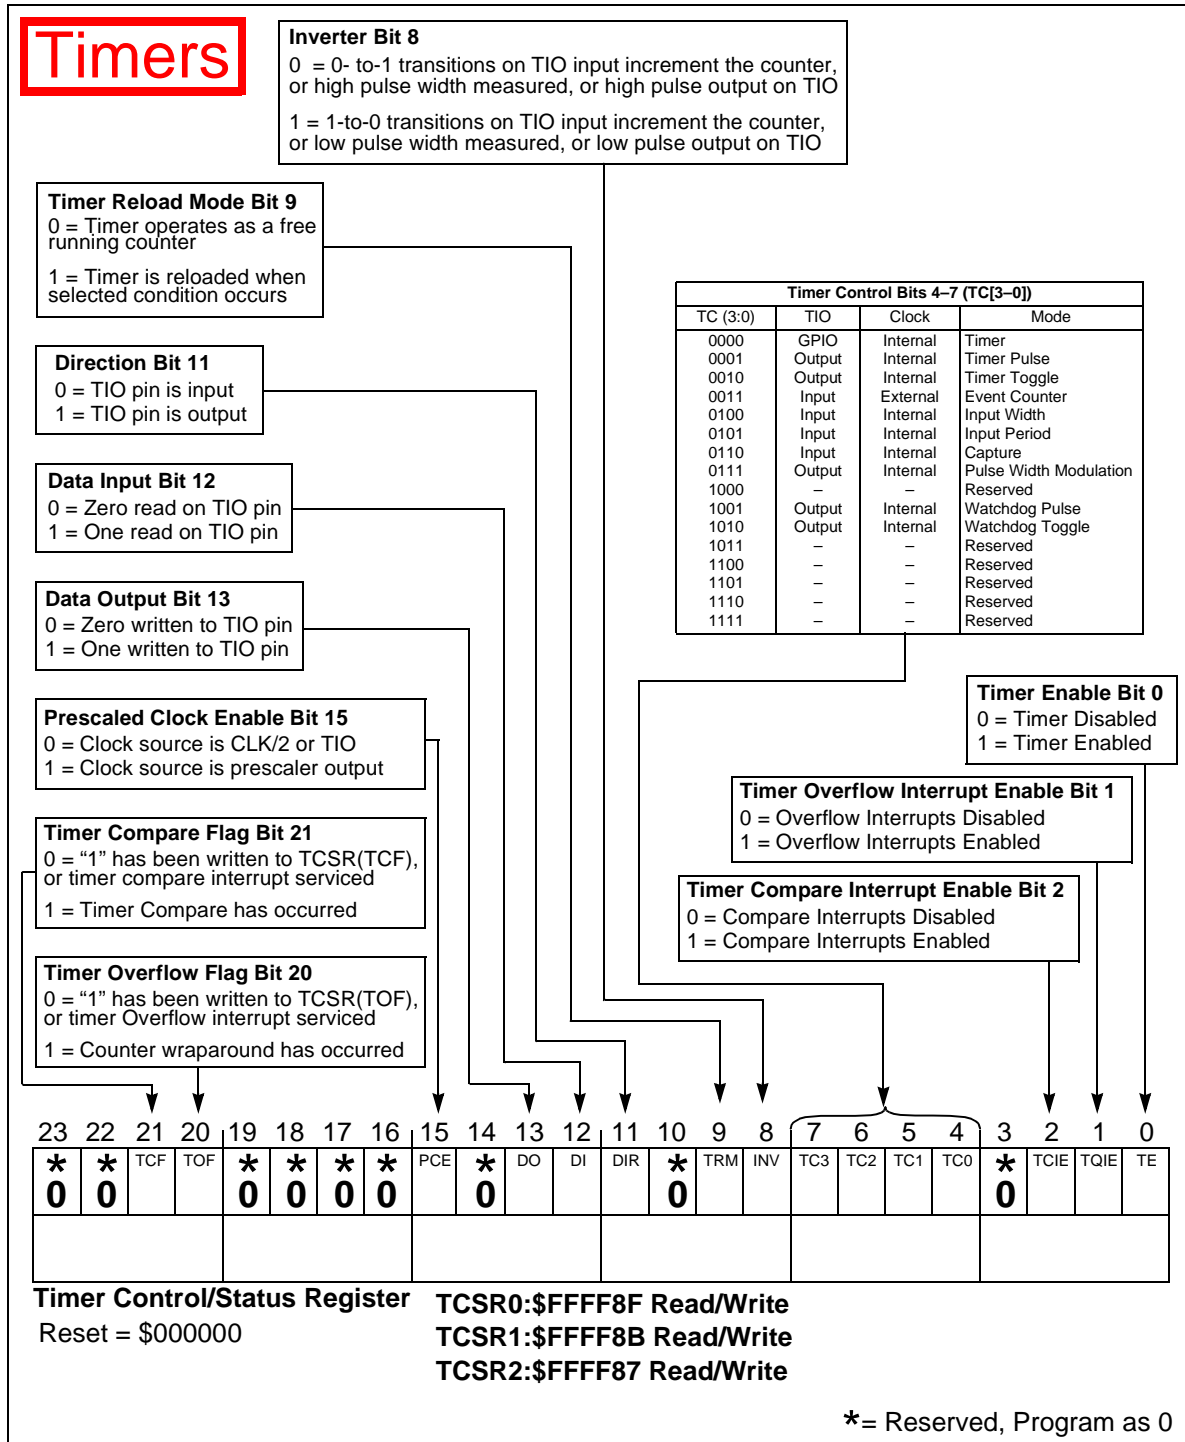 Timers
Inverter Bit 8
0 = 0- to-1 transitions on TIO input increment the counter,
or high pulse width measured, or high pulse output on TIO
1 = 1-to-0 transitions on TIO input increment the counter,
or low pulse width measured, or low pulse output on TIO
Timer Reload Mode Bit 9
0 = Timer operates as a free
running counter
1 = Timer is reloaded when
selected condition occurs
Direction Bit 11
0 = TIO pin is input
1 = TIO pin is output
Data Input Bit 12
0 = Zero read on TIO pin
1 = One read on TIO pin
Data Output Bit 13
0 = Zero written to TIO pin
1 = One written to TIO pin
Prescaled Clock Enable Bit 15
0 = Clock source is CLK/2 or TIO
1 = Clock source is prescaler output
Timer Compare Flag Bit 21
0 = “1” has been written to TCSR(TCF),
or timer compare interrupt serviced
1 = Timer Compare has occurred
Timer Overflow Flag Bit 20
0 = “1” has been written to TCSR(TOF),
or timer Overflow interrupt serviced
1 = Counter wraparound has occurred
Timer Control Bits 4–7 (TC[3–0])
TC (3:0) TIO Clock Mode
0000 GPIO Internal Timer
0001 Output Internal Timer Pulse
0010 Output Internal Timer Toggle
0011 Input External Event Counter
0100 Input Internal Input Width
0101 Input Internal Input Period
0110 Input Internal Capture
0111 Output Internal Pulse Width Modulation
1000 – – Reserved
1001 Output Internal Watchdog Pulse
1010 Output Internal Watchdog Toggle
1011 – – Reserved
1100 – – Reserved
1101 – – Reserved
1110 – – Reserved
1111 – – Reserved
Timer Enable Bit 0
0 = Timer Disabled
1 = Timer Enabled
Timer Overflow Interrupt Enable Bit 1
0 = Overflow Interrupts Disabled
1 = Overflow Interrupts Enabled
Timer Compare Interrupt Enable Bit 2
0 = Compare Interrupts Disabled
1 = Compare Interrupts Enabled
23 22 21 20 19 18 17 16 15 14 13 12 11 10 9 8 7 6 5 4 3 2 1 0
* * TCF TOF * * * * PCE * DO DI DIR * TRM INV TC3 TC2 TC1 TC0 * TCIE TQIE TE
0 0 0 0 0 0 0 0 0
Timer Control/Status Register
Reset = $000000
TCSR0:$FFFF8F Read/Write
TCSR1:$FFFF8B Read/Write
TCSR2:$FFFF87 Read/Write
*= Reserved, Program as 0